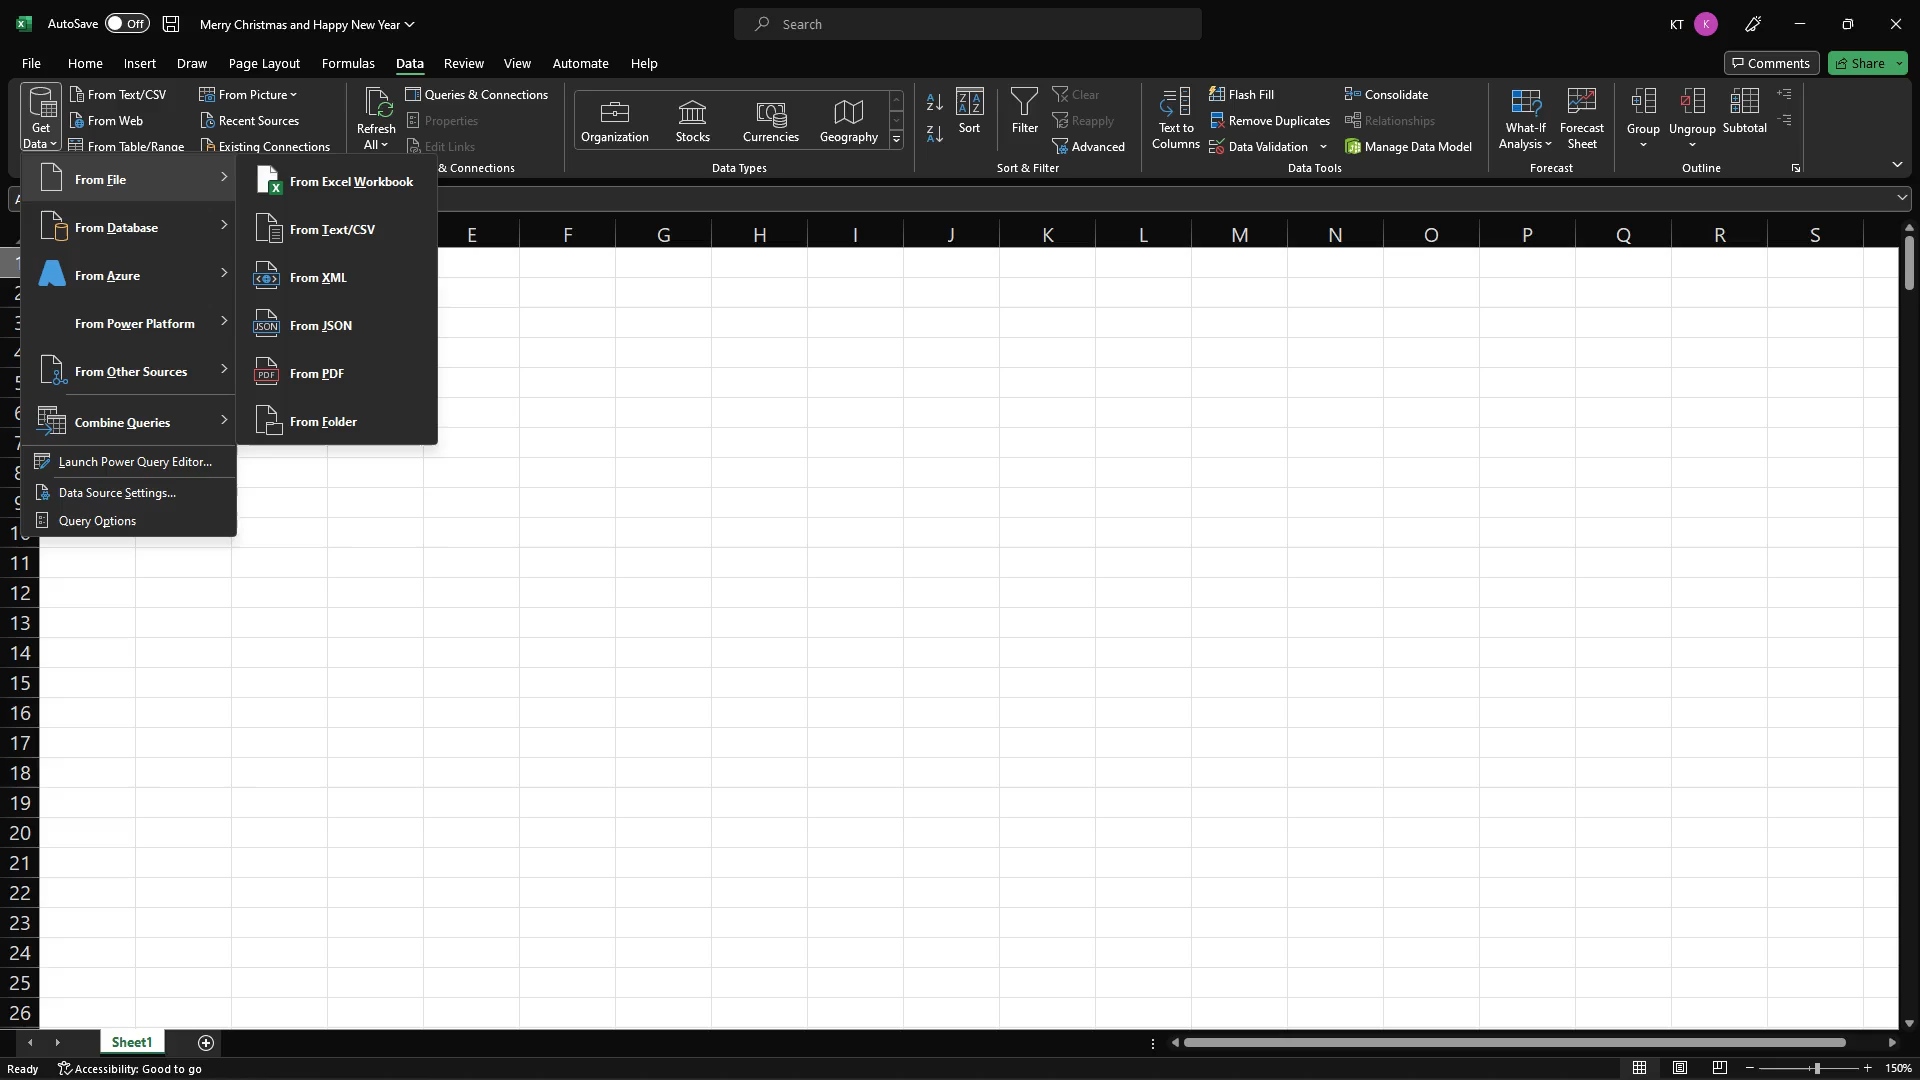 AutoSave Off Merry Christmas and Happy New Year Search KT K
File Home Insert Draw Page Layout Formulas Data Review View Automate Help Comments Share
Get Data
From Text/CSV
From Web
From Table/Range
From Picture
Recent Sources
Existing Connections
Refresh All
Queries & Connections
Properties
Edit Links
& Connections
Organization Stocks Currencies Geography
Data Types
A Z
Z A
Z A A Z
Sort
Filter
Clear
Reapply
Advanced
Sort & Filter
Text to Columns
Flash Fill
Remove Duplicates
Data Validation
Consolidate
Relationships
Manage Data Model
Data Tools
What-If Analysis
Forecast Sheet
Forecast
Group
Ungroup
Subtotal
Outline
From File
From Database
From Azure
From Power Platform
From Other Sources
Combine Queries
Launch Power Query Editor...
Data Source Settings...
Query Options
From Excel Workbook
From Text/CSV
From XML
JSON From JSON
PDF From PDF
From Folder
E F G H I J K L M N O P Q R S
11
12
13
14
15
16
17
18
19
20
21
22
23
24
25
26
Sheet1
Ready Accessibility: Good to go 150%